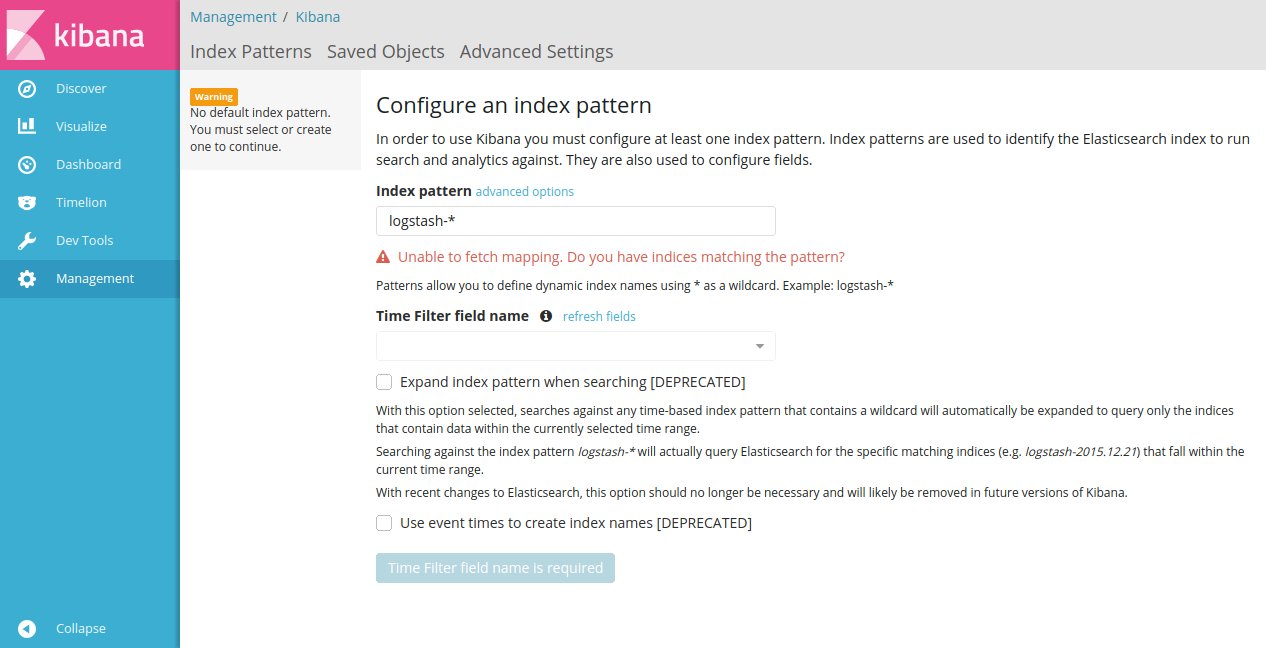 kibana
Management / Kibana
Index Patterns Saved Objects Advanced Settings
Discover
Visualize
Dashboard
Timelion
Dev Tools
Management
Collapse
Warning
No default index pattern.
You must select or create
one to continue.
Configure an index pattern
In order to use Kibana you must configure at least one index pattern. Index patterns are used to identify the Elasticsearch index to run
search and analytics against. They are also used to configure fields.
Index pattern advanced options
logstash-*
Unable to fetch mapping. Do you have indices matching the pattern?
Patterns allow you to define dynamic index names using * as a wildcard. Example: logstash-*
Time Filter field name refresh fields
Expand index pattern when searching [DEPRECATED]
With this option selected, searches against any time-based index pattern that contains a wildcard will automatically be expanded to query only the indices
that contain data within the currently selected time range.
Searching against the index pattern logstash-* will actually query Elasticsearch for the specific matching indices (e.g. logstash-2015.12.21) that fall within the
current time range.
With recent changes to Elasticsearch, this option should no longer be necessary and will likely be removed in future versions of Kibana.
Use event times to create index names [DEPRECATED]
Time Filter field name is required